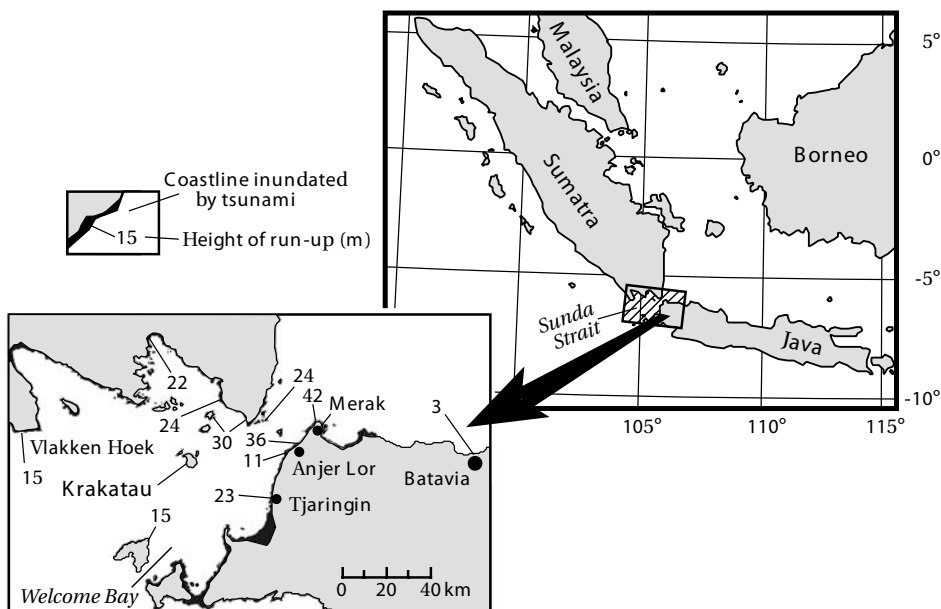 Malaysia
5°
Borneo
0°
Sumatra
Coastline inundated
by tsunami
15
Height of run-up (m)
-5°
Sunda
Strait
Java
-10°
105°
110°
115°
22
24
42
Merak
3
24
30
36
Vlakken Hoek
11
Anjer Lor
15
Krakatau
Batavia
23
Tjaringin
15
Welcome Bay
0 20 40 km